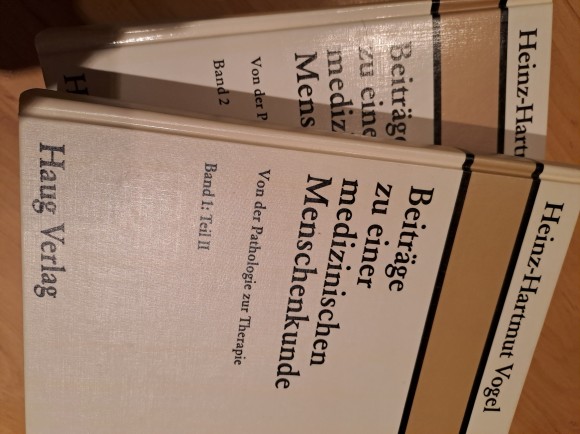 Heinz-Hartmut Vogel
Beiträge
zu einer
medizinischen
Menschenkunde
Von der Pathologie zur Therapie
Band 1: Teil II
Haug Verlag
Heinz-Hart
Beiträge
zu eine
mediz
Mens
Von der P
Band 2
H